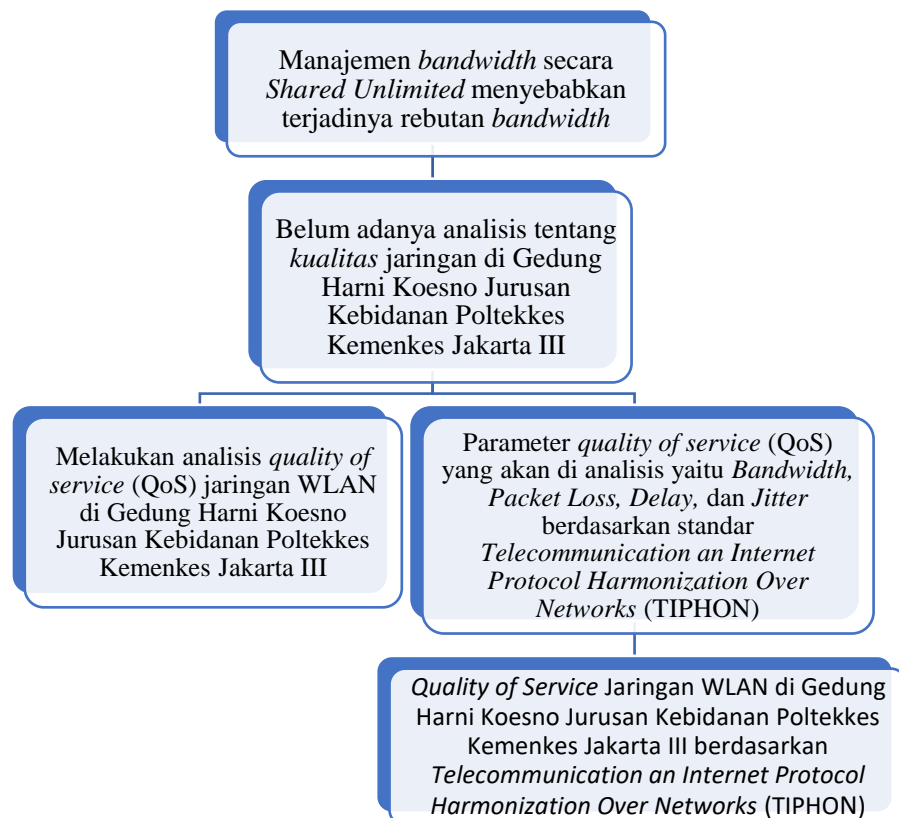 Manajemen bandwidth secara
Shared Unlimited menyebabkan
terjadinya rebutan bandwidth
Belum adanya analisis tentang
kualitas jaringan di Gedung
Harni Koesno Jurusan
Kebidanan Poltekkes
Kemenkes Jakarta III
Melakukan analisis quality of
service (QoS) jaringan WLAN
di Gedung Harni Koesno
Jurusan Kebidanan Poltekkes
Kemenkes Jakarta III
Parameter quality of service (QoS)
yang akan di analisis yaitu Bandwidth,
Packet Loss, Delay, dan Jitter
berdasarkan standar
Telecommunication an Internet
Protocol Harmonization Over
Networks (TIPHON)
Quality of Service Jaringan WLAN di Gedung
Harni Koesno Jurusan Kebidanan Poltekkes
Kemenkes Jakarta III berdasarkan
Telecommunication an Internet Protocol
Harmonization Over Networks (TIPHON)